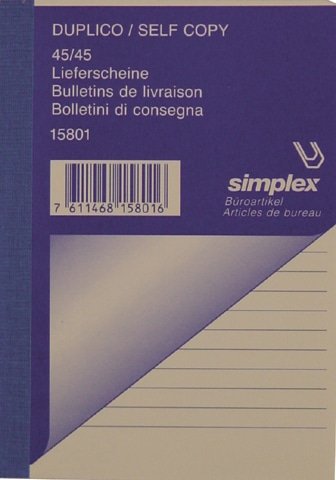 DUPLICO / SELF COPY
45/45
Lieferscheine
Bulletins de livraison
Bolletini di consegna
15801
7 611468 158016
simplex
Büroartikel
Articles de bureau